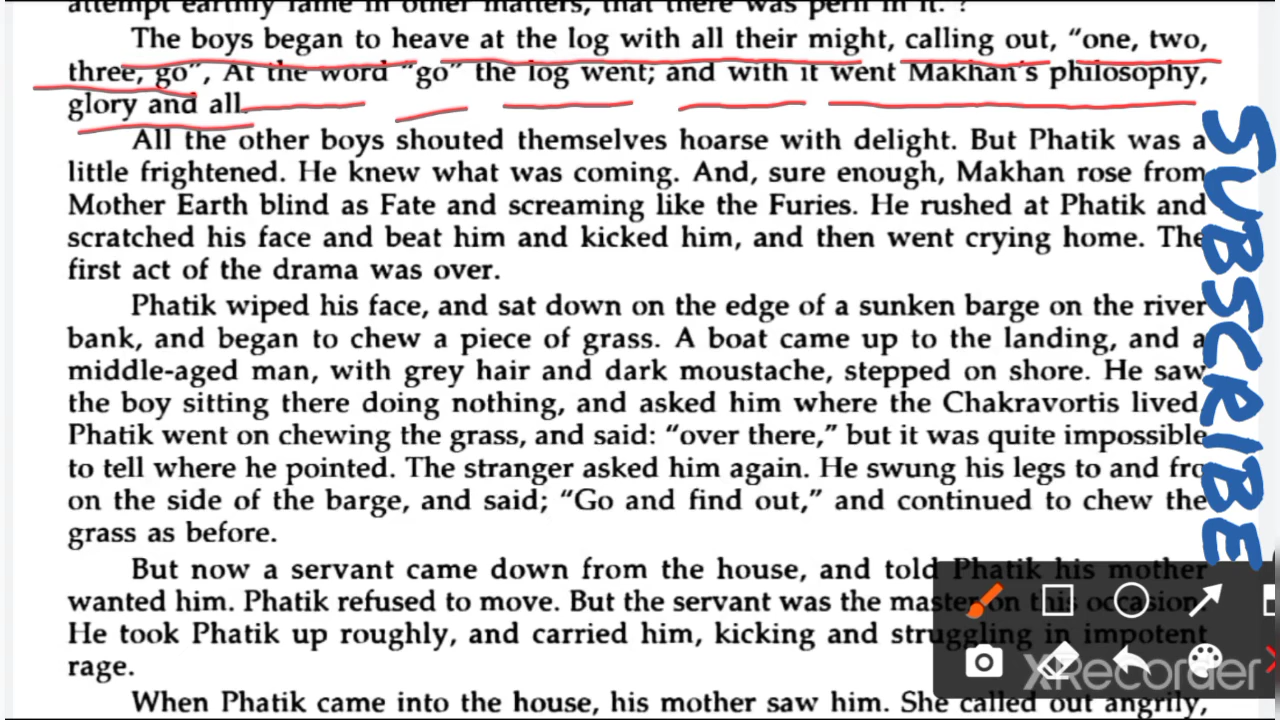 attempt earthly fame in other matters, that there was peril in it. ?
The boys began to heave at the log with all their might, calling out, "one, two,
three, go", At the word "go" the log went; and with it went Makhan's philosophy,
glory and all.
All the other boys shouted themselves hoarse with delight. But Phatik was a
little frightened. He knew what was coming. And, sure enough, Makhan rose from
Mother Earth blind as Fate and screaming like the Furies. He rushed at Phatik and
scratched his face and beat him and kicked him, and then went crying home. The
first act of the drama was over.
Phatik wiped his face, and sat down on the edge of a sunken barge on the river
bank, and began to chew a piece of grass. A boat came up to the landing, and a
middle-aged man, with grey hair and dark moustache, stepped on shore. He saw
the boy sitting there doing nothing, and asked him where the Chakravortis lived
Phatik went on chewing the grass, and said: "over there," but it was quite impossible
to tell where he pointed. The stranger asked him again. He swung his legs to and fro
on the side of the barge, and said; "Go and find out," and continued to chew the
grass as before.
But now a servant came down from the house, and told Phatik his mother
wanted him. Phatik refused to move. But the servant was the master on this occasion.
He took Phatik up roughly, and carried him, kicking and struggling in impotent
rage.
When Phatik came into the house, his mother saw him. She called out angrily,
SUBSCRIBE
XRecorder